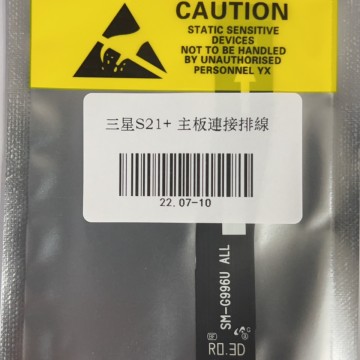 CAUTION
STATIC SENSITIVE
DEVICES
NOT TO BE HANDLED
BY UNAUTHORISED
PERSONNEL YX
三星S21+ 主板連接排線
22.07-10
SM-G996U ALL
R0.3D